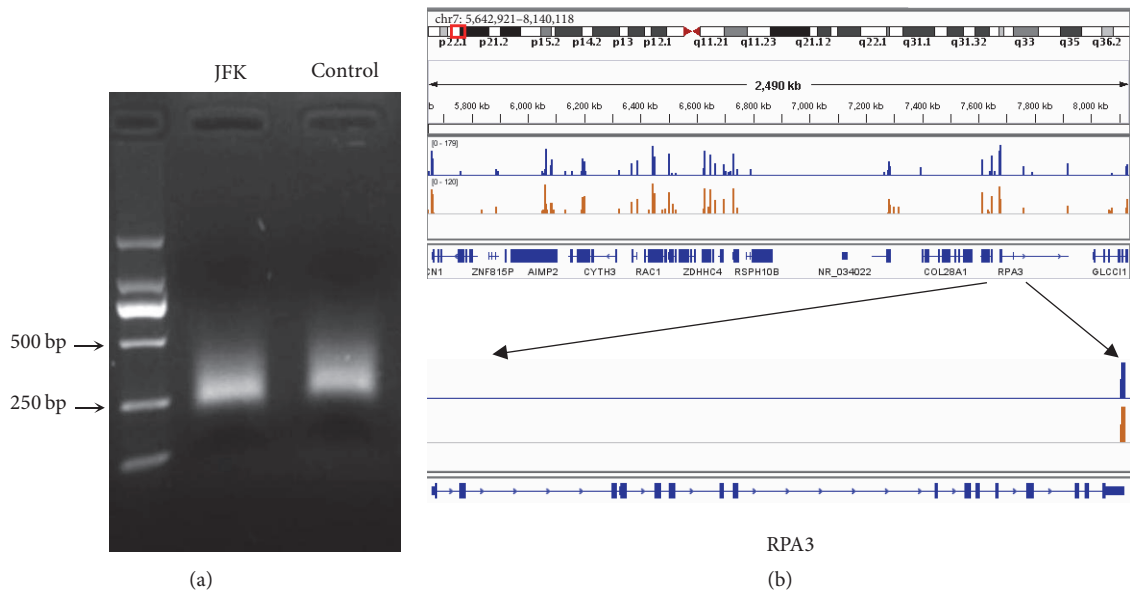 JFK Control
500 bp
250 bp
(a)
chr7: 5,642,921–8,140,118
p22.1 p21.2 p15.2 p14.2 p13 p12.1 q11.21 q11.23 q21.12 q22.1 q31.1 q31.32 q33 q35 q36.2
2,490 kb
b 5,800 kb 6,000 kb 6,200 kb 6,400 kb 6,600 kb 6,800 kb 7,000 kb 7,200 kb 7,400 kb 7,600 kb 7,800 kb 8,000 kb
[0 - 179]
[0 - 120]
CN1 ZNF815P AIMP2 CYTH3 RAC1 ZDHHC4 RSPH10B NR_034022 COL28A1 RPA3 GLCCI1
RPA3
(b)